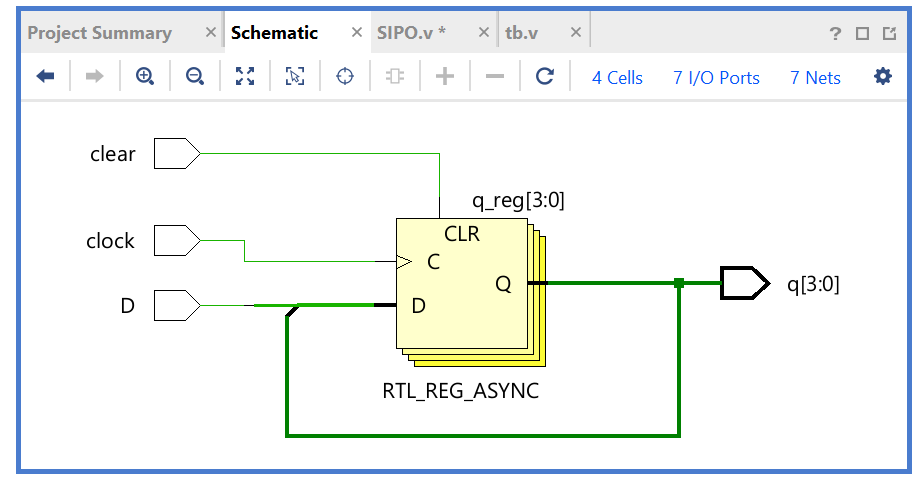 Project Summary × Schematic × SIPO.v * × tb.v ×
?
4 Cells 7 I/O Ports 7 Nets
clear
q_reg[3:0]
CLR
clock
C
Q
q[3:0]
D
D
RTL_REG_ASYNC